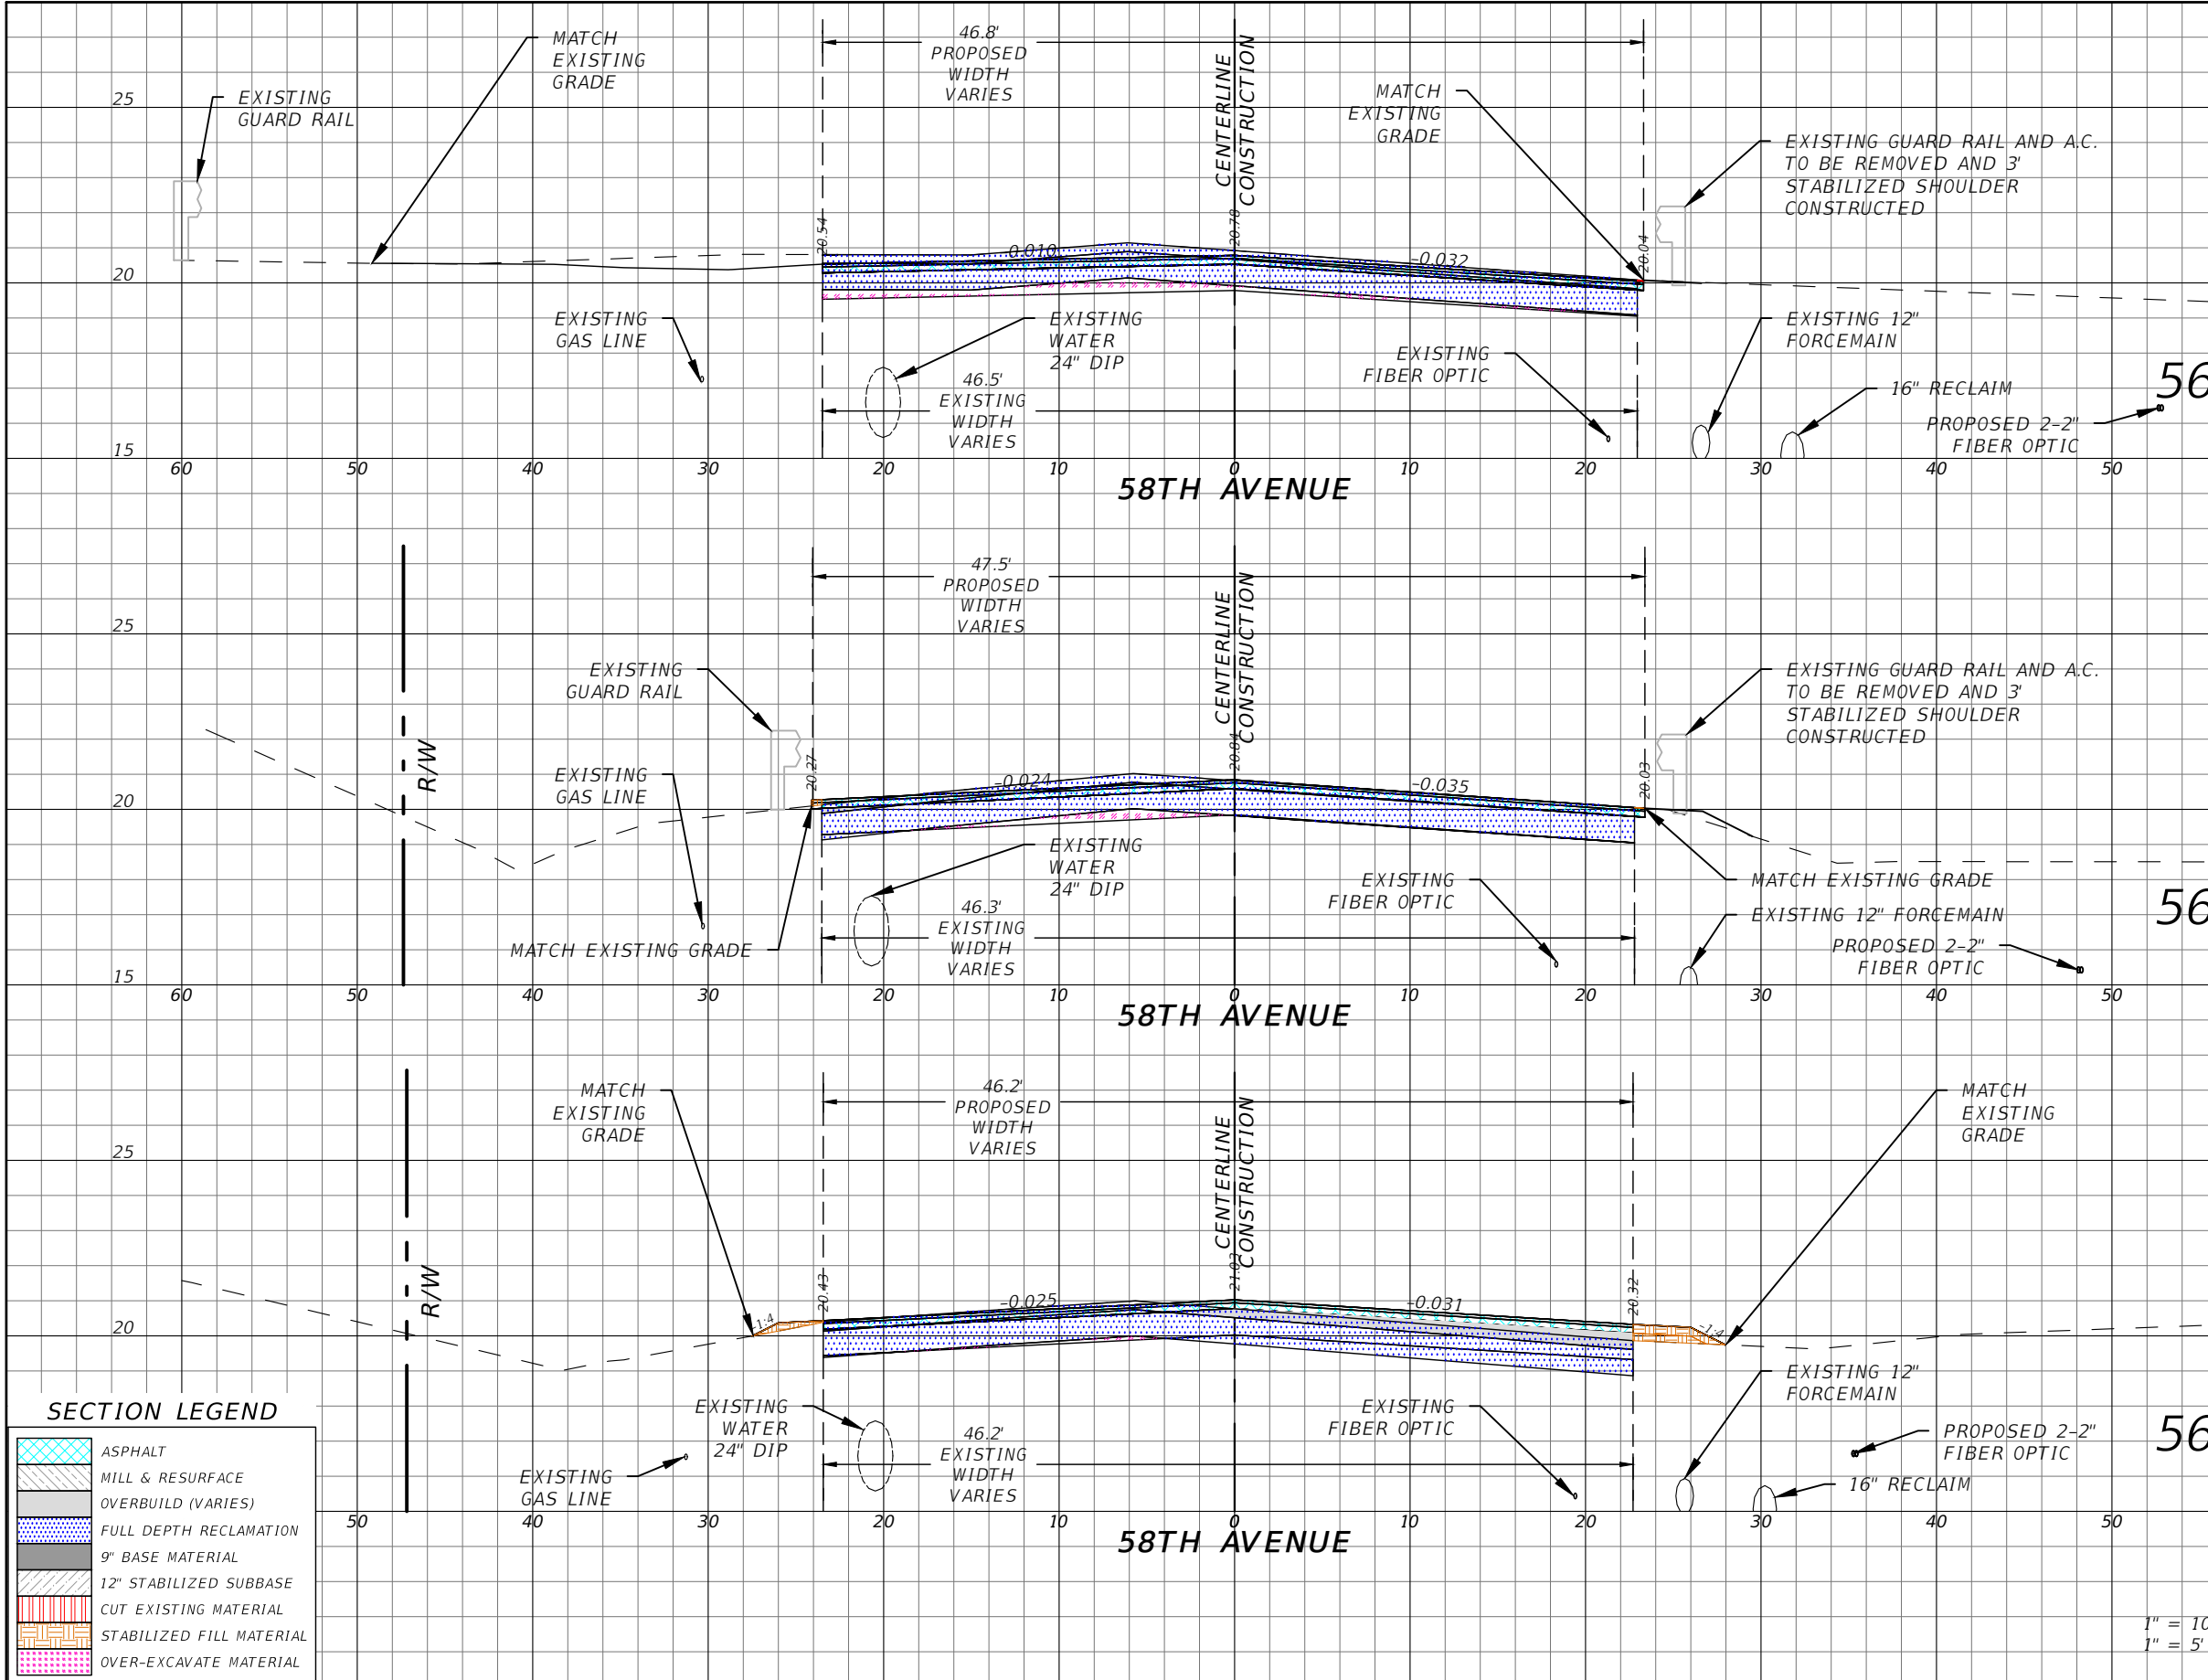 46.8'
PROPOSED
WIDTH
VARIES
MATCH
EXISTING
GRADE
EXISTING
GUARD RAIL
25
CENTERLINE
CONSTRUCTION
MATCH
EXISTING
GRADE
EXISTING GUARD RAIL AND A.C.
TO BE REMOVED AND 3'
STABILIZED SHOULDER
CONSTRUCTED
20.54
0.010
20.78
-0.032
20.04
20
EXISTING
GAS LINE
EXISTING
WATER
24" DIP
EXISTING
FIBER OPTIC
EXISTING 12"
FORCEMAIN
46.5'
EXISTING
WIDTH
VARIES
16" RECLAIM
56
PROPOSED 2-2"
FIBER OPTIC
15
60 50 40 30 20 10 0 10 20 30 40 50
58TH AVENUE
47.5'
PROPOSED
WIDTH
VARIES
CENTERLINE
CONSTRUCTION
25
R/W
EXISTING
GUARD RAIL
EXISTING GUARD RAIL AND A.C.
TO BE REMOVED AND 3'
STABILIZED SHOULDER
CONSTRUCTED
EXISTING
GAS LINE
20.27
-0.024
20.84
-0.035
20.03
20
EXISTING
WATER
24" DIP
EXISTING
FIBER OPTIC
MATCH EXISTING GRADE
EXISTING 12" FORCEMAIN
56
46.3'
EXISTING
WIDTH
VARIES
MATCH EXISTING GRADE
PROPOSED 2-2"
FIBER OPTIC
15
60 50 40 30 20 10 0 10 20 30 40 50
58TH AVENUE
MATCH
EXISTING
GRADE
46.2'
PROPOSED
WIDTH
VARIES
CENTERLINE
CONSTRUCTION
MATCH
EXISTING
GRADE
25
R/W
-1:4
20.43
-0.025
21.03
-0.031
20.32
-1:4
20
EXISTING
WATER
24" DIP
EXISTING
GAS LINE
46.2'
EXISTING
WIDTH
VARIES
EXISTING
FIBER OPTIC
EXISTING 12"
FORCEMAIN
PROPOSED 2-2"
FIBER OPTIC
16" RECLAIM
56
50 40 30 20 10 0 10 20 30 40 50
58TH AVENUE
SECTION LEGEND
ASPHALT
MILL & RESURFACE
OVERBUILD (VARIES)
FULL DEPTH RECLAMATION
9" BASE MATERIAL
12" STABILIZED SUBBASE
CUT EXISTING MATERIAL
STABILIZED FILL MATERIAL
OVER-EXCAVATE MATERIAL
1" = 10
1" = 5'